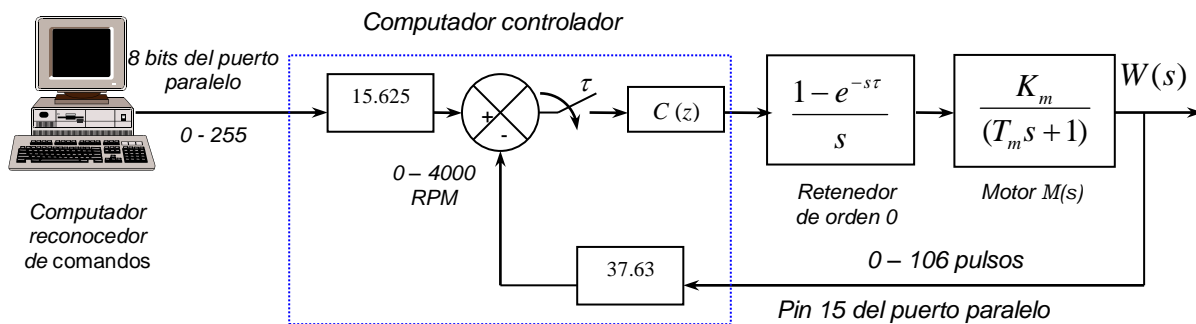 Computador controlador
8 bits del puerto
paralelo
0 - 255
15.625
+
-
τ
C (z)
1 − e^{−sτ}
s
K_m
(T_m s + 1)
W(s)
0 – 4000
RPM
Retenedor
de orden 0
Motor M(s)
Computador
reconocedor
de comandos
37.63
0 – 106 pulsos
Pin 15 del puerto paralelo